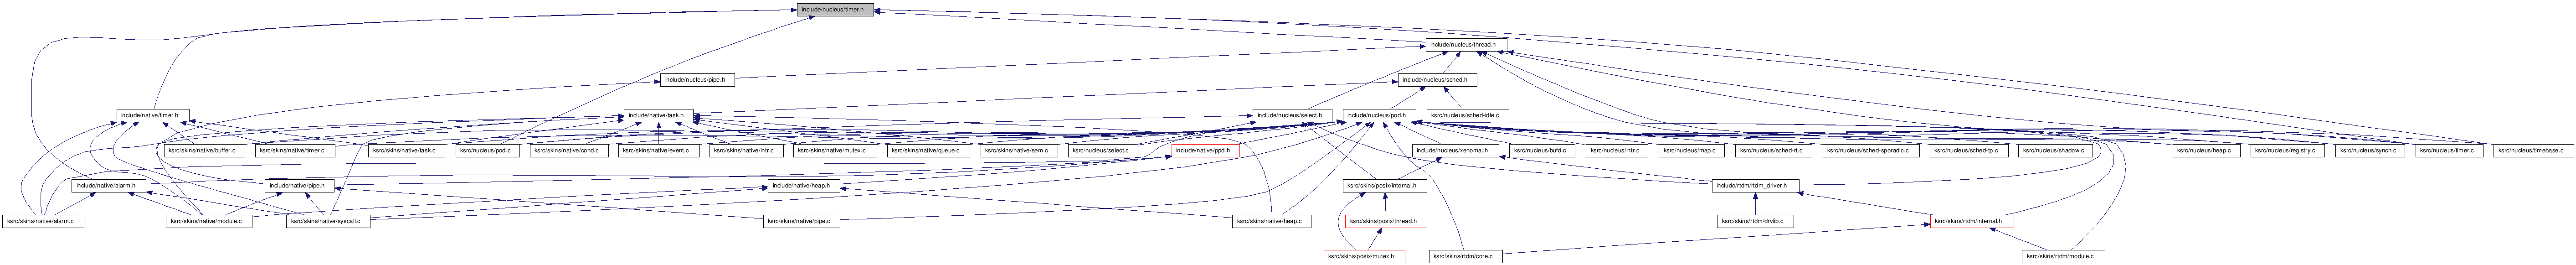 include/nucleus/timer.h
include/nucleus/thread.h
include/nucleus/pipe.h
include/nucleus/sched.h
include/native/timer.h
include/native/task.h
include/nucleus/select.h
include/nucleus/pod.h
ksrc/nucleus/sched-idle.c
ksrc/skins/native/buffer.c
ksrc/skins/native/timer.c
ksrc/skins/native/task.c
ksrc/nucleus/pod.c
ksrc/skins/native/cond.c
ksrc/skins/native/event.c
ksrc/skins/native/intr.c
ksrc/skins/native/mutex.c
ksrc/skins/native/queue.c
ksrc/skins/native/sem.c
ksrc/nucleus/select.c
include/native/ppd.h
include/nucleus/xenomai.h
ksrc/nucleus/bufd.c
ksrc/nucleus/intr.c
ksrc/nucleus/map.c
ksrc/nucleus/sched-rt.c
ksrc/nucleus/sched-sporadic.c
ksrc/nucleus/sched-tp.c
ksrc/nucleus/shadow.c
ksrc/nucleus/heap.c
ksrc/nucleus/registry.c
ksrc/nucleus/synch.c
ksrc/nucleus/timer.c
ksrc/nucleus/timebase.c
include/native/alarm.h
include/native/pipe.h
include/native/heap.h
ksrc/skins/posix/internal.h
include/rtdm/rtdm_driver.h
ksrc/skins/native/alarm.c
ksrc/skins/native/module.c
ksrc/skins/native/syscall.c
ksrc/skins/native/pipe.c
ksrc/skins/native/heap.c
ksrc/skins/posix/thread.h
ksrc/skins/rtdm/drvlib.c
ksrc/skins/rtdm/internal.h
ksrc/skins/posix/mutex.h
ksrc/skins/rtdm/core.c
ksrc/skins/rtdm/module.c